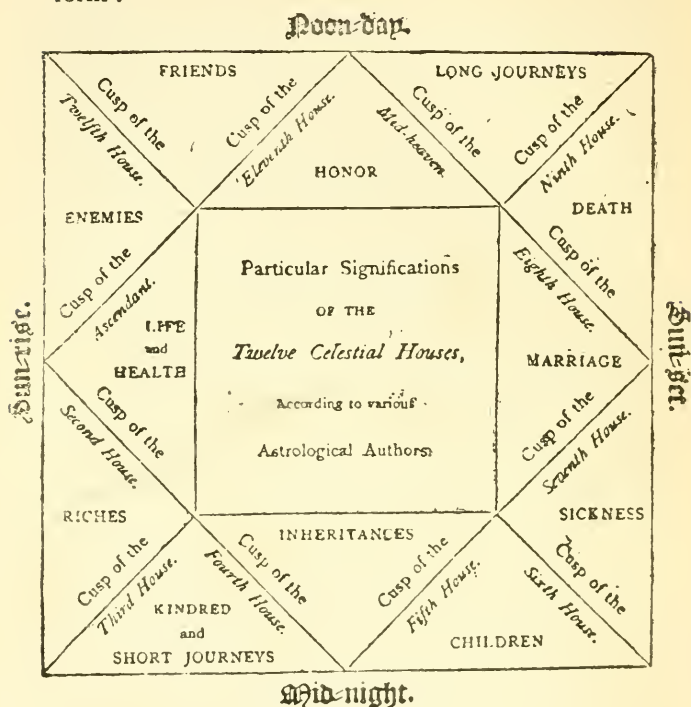 Noon-day.
FRIENDS
LONG JOURNEYS
Cusp of the
Twelfth House.
Cusp of the
Eleventh House.
Cusp of the
Mid-heaven.
Cusp of the
Ninth House.
HONOR
ENEMIES
DEATH
Cusp of the
Ascendant.
Cusp of the
Eighth House.
Particular Significations
OF THE
Twelve Celestial Houses,
According to various
Astrological Authors
Sun-rise.
LIFE
and
HEALTH
MARRIAGE
Sun-set.
Cusp of the
Second House.
Cusp of the
Seventh House.
RICHES
SICKNESS
INHERITANCES
Cusp of the
Third House.
Cusp of the
Fourth House.
Cusp of the
Fifth House.
Cusp of the
Sixth House.
KINDRED
and
SHORT JOURNEYS
CHILDREN
Mid-night.